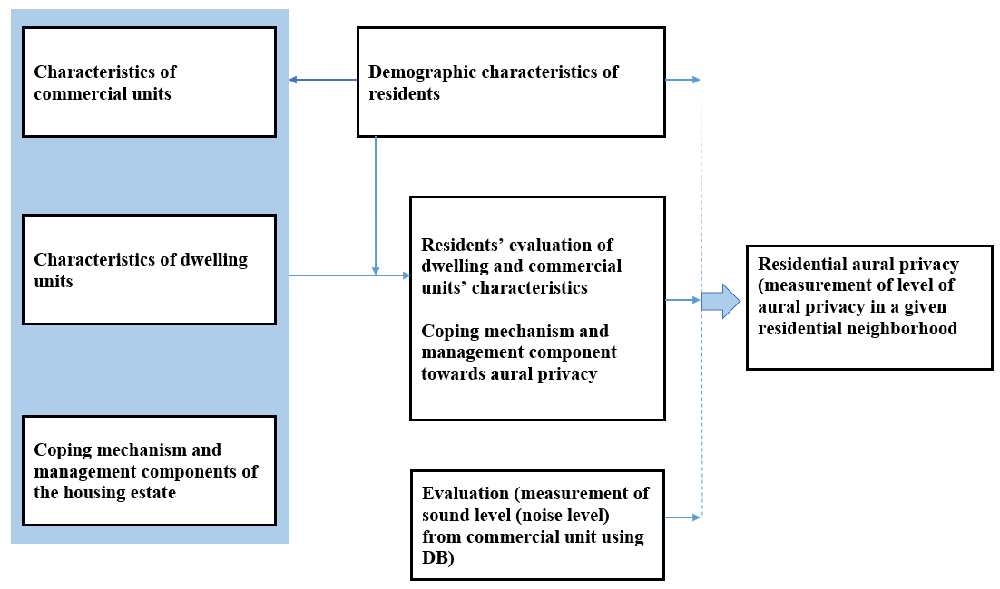 Characteristics of
commercial units
Demographic characteristics of
residents
Characteristics of dwelling
units
Residents’ evaluation of
dwelling and commercial
units’ characteristics
Coping mechanism and
management component
towards aural privacy
Residential aural privacy
(measurement of level of
aural privacy in a given
residential neighborhood
Coping mechanism and
management components of
the housing estate
Evaluation (measurement of
sound level (noise level)
from commercial unit using
DB)